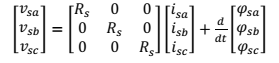 [v_sa v_sb v_sc] = [R_s 0 0; 0 R_s 0; 0 0 R_s] [i_sa i_sb i_sc] + d/dt [φ_sa φ_sb φ_sc]